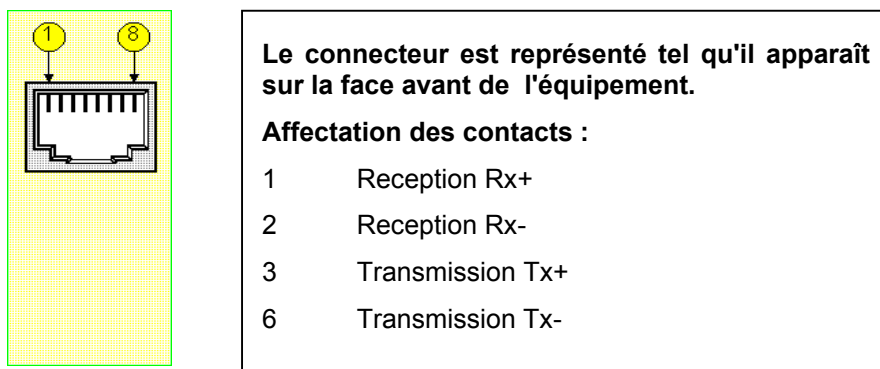 1 8
Le connecteur est représenté tel qu'il apparaît
sur la face avant de l'équipement.
Affectation des contacts :
1 Reception Rx+
2 Reception Rx-
3 Transmission Tx+
6 Transmission Tx-